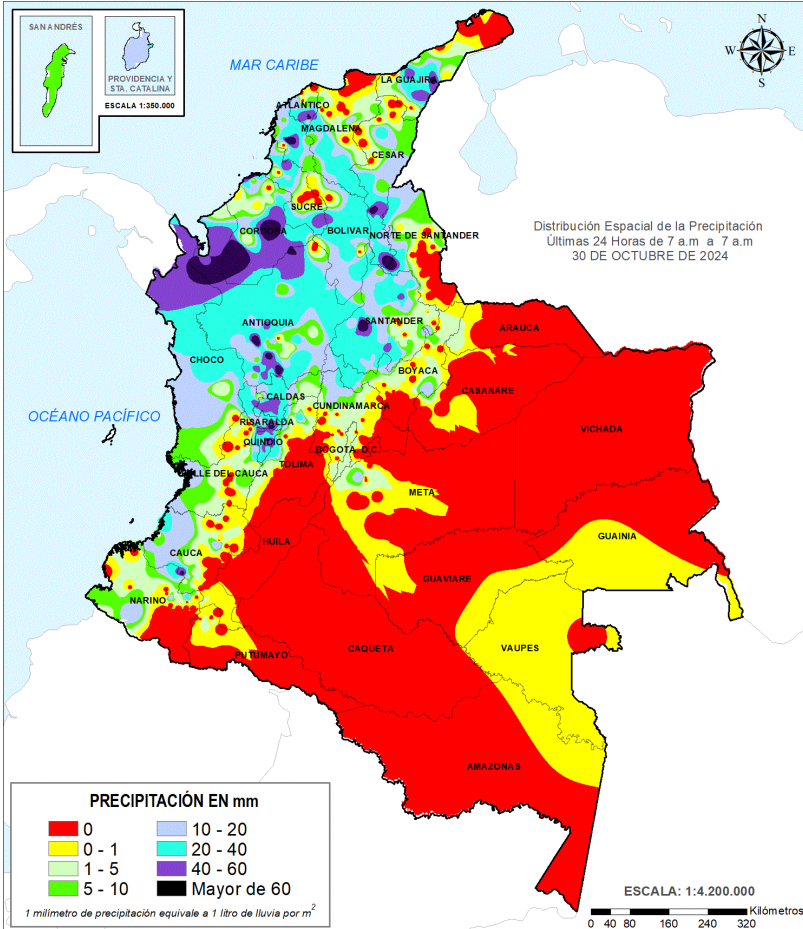 SAN ANDRÉS
PROVIDENCIA Y
STA. CATALINA
ESCALA 1:350.000
MAR CARIBE
N
W
E
S
LA GUAJIRA
ATLANTICO
MAGDALENA
CESAR
SUCRE
CORDOBA
BOLIVAR
NORTE DE SANTANDER
Distribución Espacial de la Precipitación
Últimas 24 Horas de 7 a.m a 7 a.m
30 DE OCTUBRE DE 2024
ANTIOQUIA
SANTANDER
ARAUCA
CHOCO
BOYACA
CASANARE
CALDAS
CUNDINAMARCA
OCÉANO PACÍFICO
RISARALDA
VICHADA
QUINDIO
BOGOTA, D.C.
TOLIMA
VALLE DEL CAUCA
META
GUAINIA
HUILA
CAUCA
GUAVIARE
NARIÑO
VAUPES
CAQUETA
PUTUMAYO
AMAZONAS
PRECIPITACIÓN EN mm
0
10 - 20
0 - 1
20 - 40
1 - 5
40 - 60
5 - 10
Mayor de 60
1 milímetro de precipitación equivale a 1 litro de lluvia por m2
ESCALA: 1:4.200.000
Kilómetros
0 40 80 160 240 320